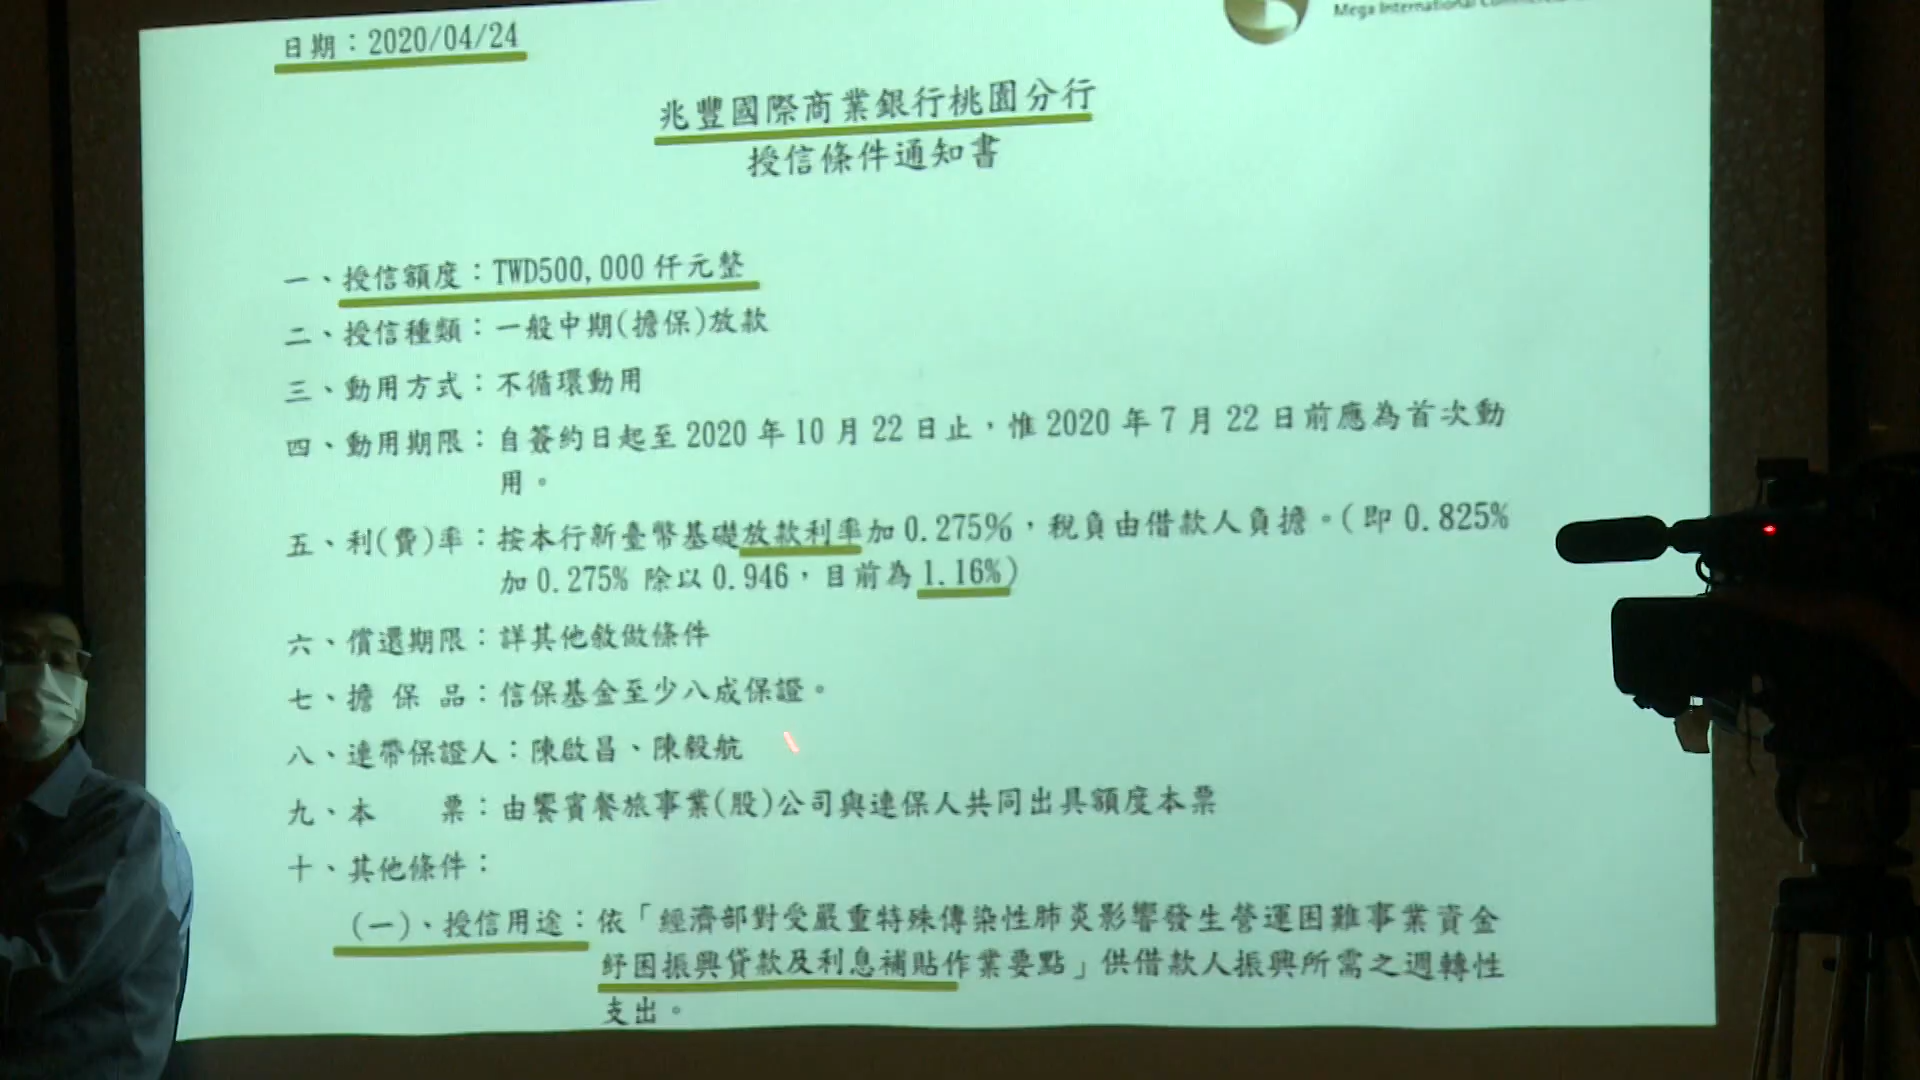 Mega International Commercial
日期：2020/04/24
兆豐國際商業銀行桃園分行
授信條件通知書
一、授信額度：TWD500,000仟元整
二、授信種類：一般中期(擔保)放款
三、動用方式：不循環動用
四、動用期限：自簽約日起至2020年10月22日止，惟2020年7月22日前應為首次動
用。
五、利(費)率：按本行新臺幣基礎放款利率加0.275%，稅負由借款人負擔。(即0.825%
加0.275% 除以0.946，目前為1.16%)
六、償還期限：詳其他敘做條件
七、擔保品：信保基金至少八成保證。
八、連帶保證人：陳啟昌、陳毅航
九、本　　票：由饗賓餐旅事業(股)公司與連保人共同出具額度本票
十、其他條件：
(一)、授信用途：依「經濟部對受嚴重特殊傳染性肺炎影響發生營運困難事業資金
紓困振興貸款及利息補貼作業要點」供借款人振興所需之週轉性
支出。